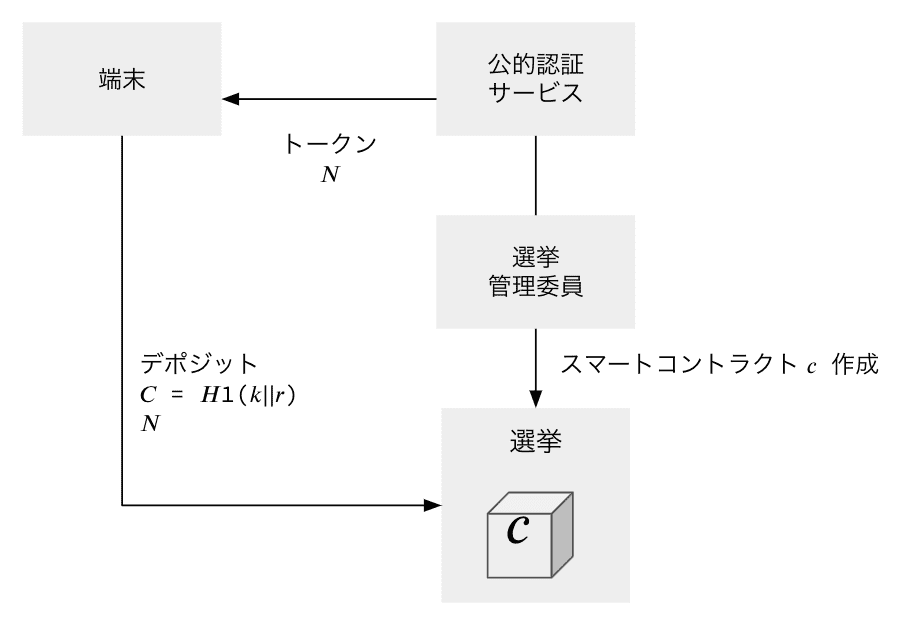 端末
公的認証
サービス
トークン
N
選挙
管理委員
デポジット
C = H1(k||r)
N
スマートコントラクト c 作成
選挙
c